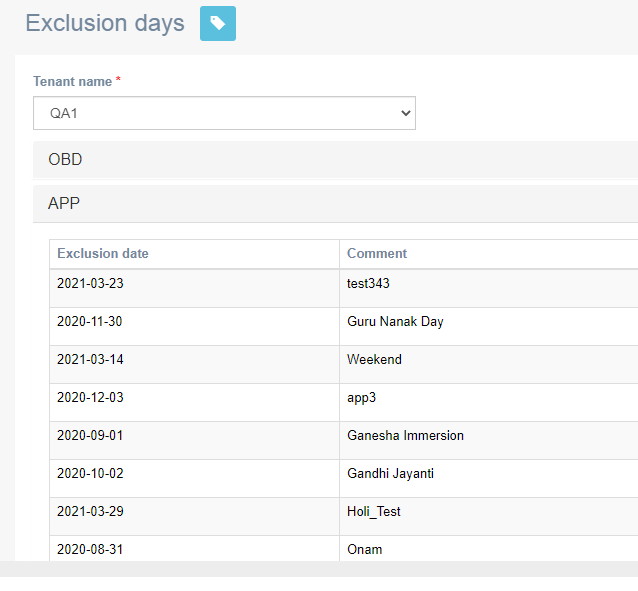 Exclusion days
Tenant name *
QA1
OBD
APP
Exclusion date Comment
2021-03-23 test343
2020-11-30 Guru Nanak Day
2021-03-14 Weekend
2020-12-03 app3
2020-09-01 Ganesha Immersion
2020-10-02 Gandhi Jayanti
2021-03-29 Holi_Test
2020-08-31 Onam